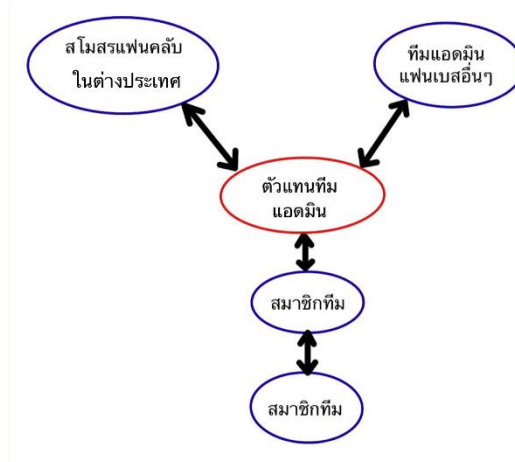 สโมสรแฟนคลับ
ในต่างประเทศ
ทีมแอดมิน
แฟนเบสอื่นๆ
ตัวแทนทีม
แอดมิน
สมาชิกทีม
สมาชิกทีม